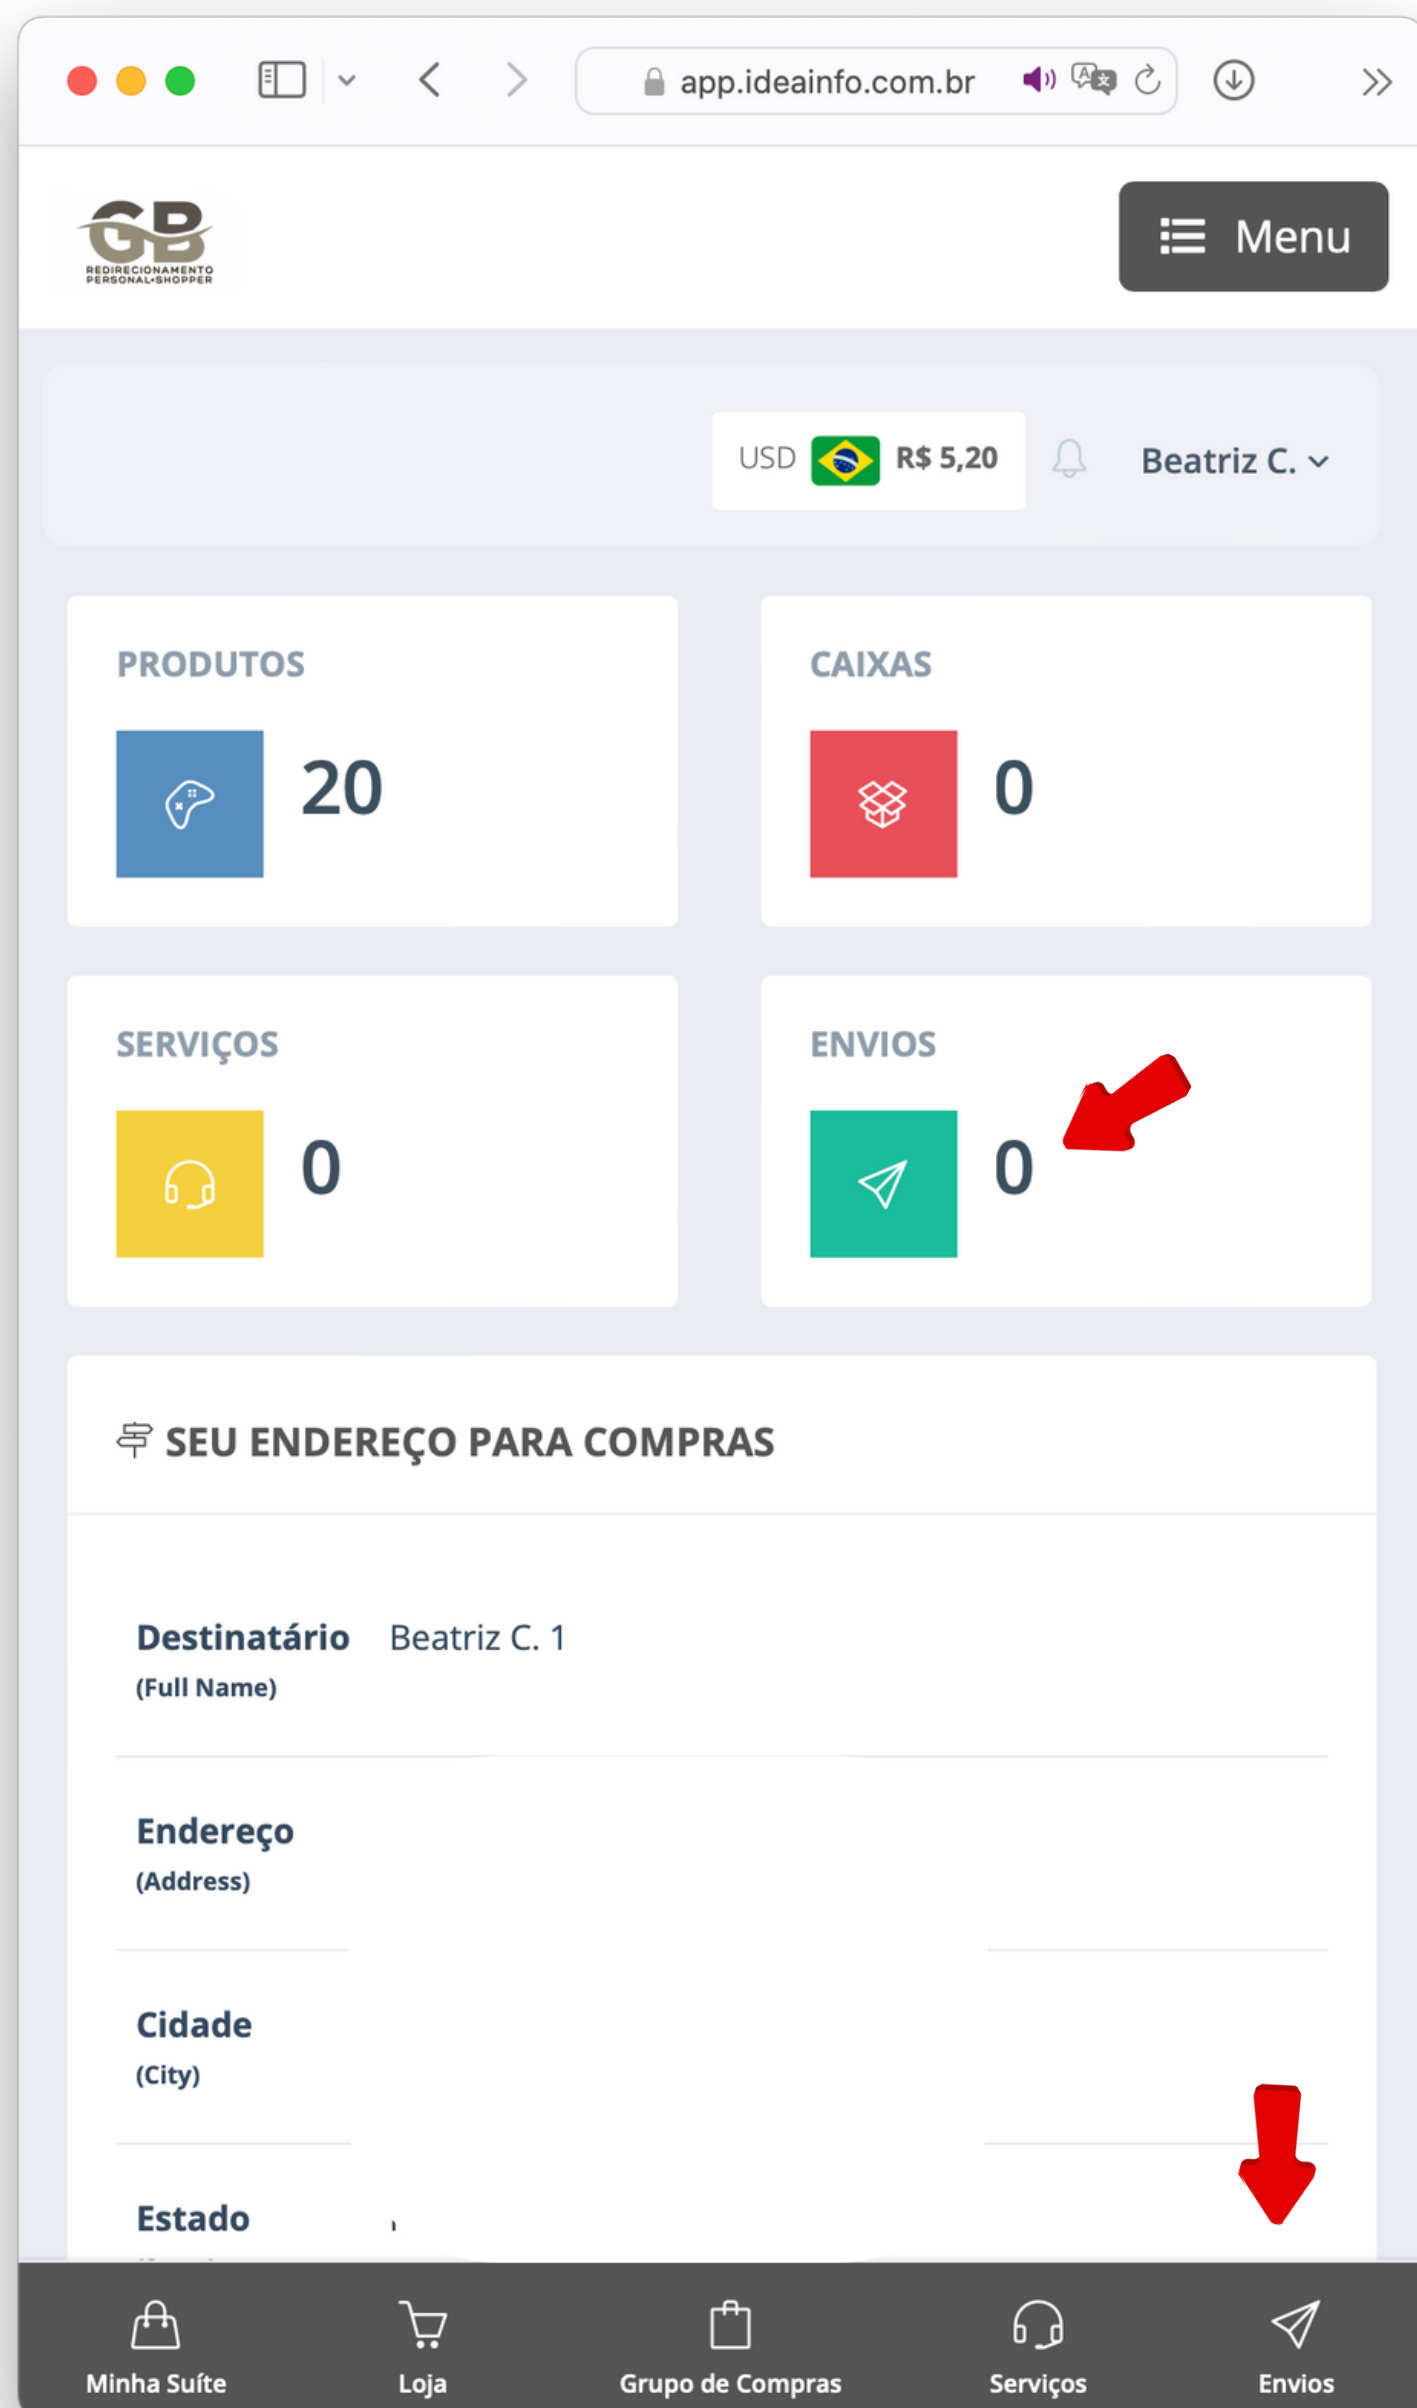 app.ideainfo.com.br
GB
REDIRECIONAMENTO
PERSONAL•SHOPPER
Menu
USD R$ 5,20 Beatriz C.
PRODUTOS
20
CAIXAS
0
SERVIÇOS
0
ENVIOS
0
SEU ENDEREÇO PARA COMPRAS
Destinatário Beatriz C. 1
(Full Name)
Endereço
(Address)
Cidade
(City)
Estado
Minha Suíte Loja Grupo de Compras Serviços Envios